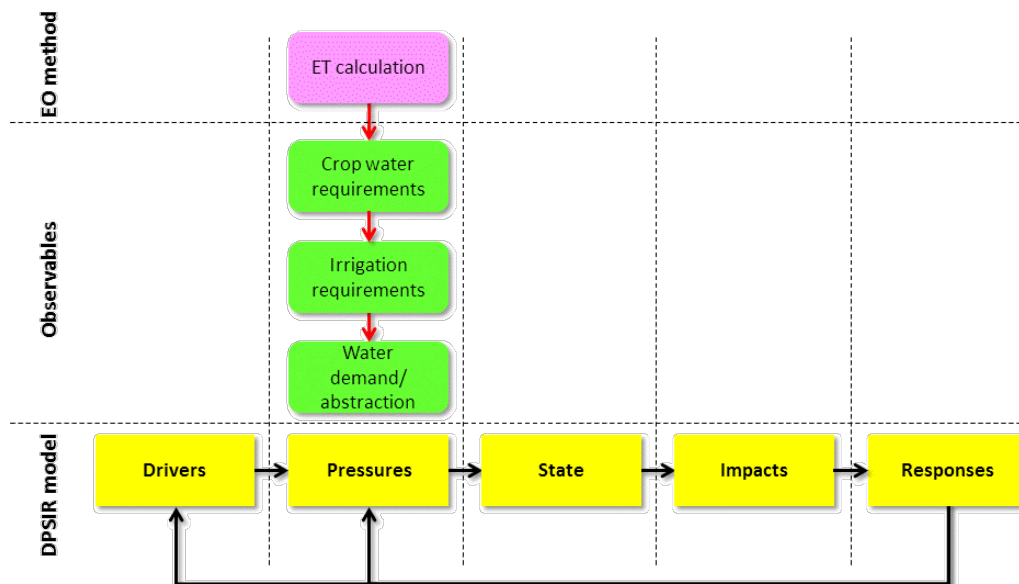 EO method
ET calculation
Observables
Crop water
requirements
Irrigation
requirements
Water
demand/
abstraction
DPSIR model
Drivers
Pressures
State
Impacts
Responses